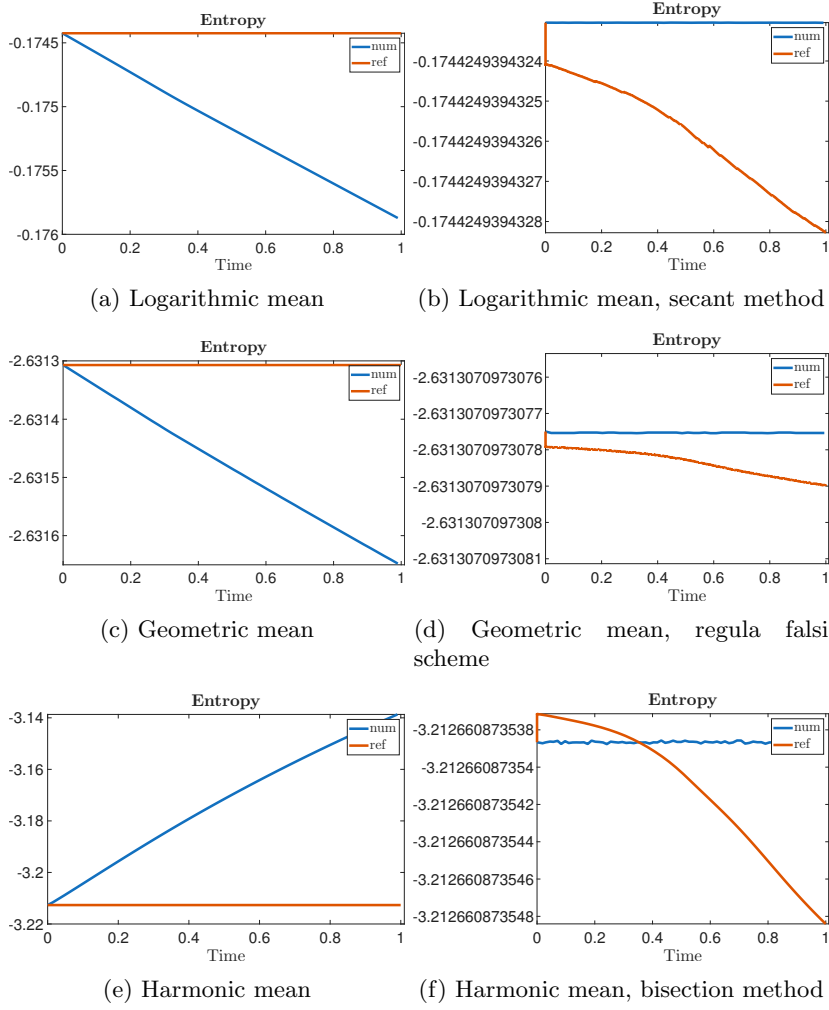 Entropy
-0.1745
-0.175
-0.1755
-0.176
num
ref
0 0.2 0.4 0.6 0.8 1
Time
(a) Logarithmic mean
Entropy
-0.1744249394324
-0.1744249394325
-0.1744249394326
-0.1744249394327
-0.1744249394328
num
ref
0 0.2 0.4 0.6 0.8 1
Time
(b) Logarithmic mean, secant method
Entropy
-2.6313
-2.6314
-2.6315
-2.6316
num
ref
0 0.2 0.4 0.6 0.8 1
Time
(c) Geometric mean
Entropy
-2.6313070973076
-2.6313070973077
-2.6313070973078
-2.6313070973079
-2.631307097308
-2.6313070973081
num
ref
0 0.2 0.4 0.6 0.8 1
Time
(d) Geometric mean, regula falsi
scheme
Entropy
-3.14
-3.16
-3.18
-3.2
-3.22
num
ref
0 0.2 0.4 0.6 0.8 1
Time
(e) Harmonic mean
Entropy
-3.212660873538
-3.21266087354
-3.212660873542
-3.212660873544
-3.212660873546
-3.212660873548
num
ref
0 0.2 0.4 0.6 0.8 1
Time
(f) Harmonic mean, bisection method